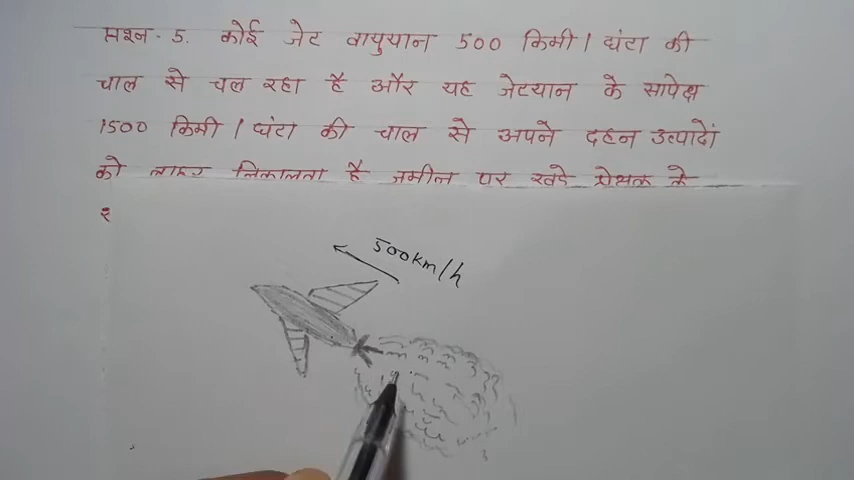 प्रश्न - 5. कोई जेट वायुयान 500 किमी / घंटा की
चाल से चल रहा है और यह जेटयान के सापेक्ष
1500 किमी / घंटा की चाल से अपने दहन उत्पादों
को बाहर निकालता है जमीन पर खड़े प्रेक्षक के
500km/h